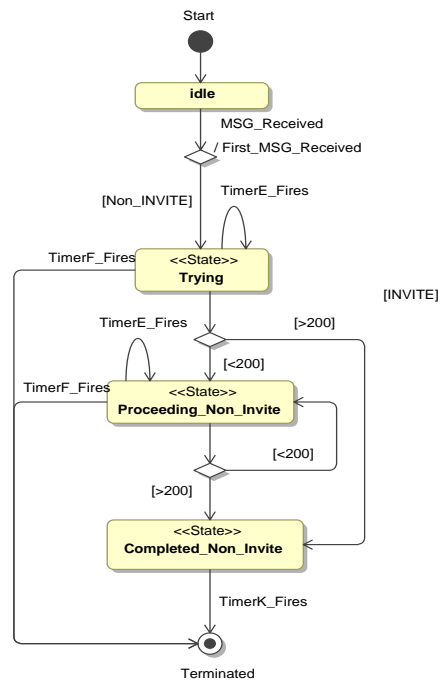 Start
idle
MSG_Received
/ First_MSG_Received
[Non_INVITE]
TimerE_Fires
TimerF_Fires
<<State>>
Trying
[INVITE]
TimerE_Fires
[>200]
[<200]
TimerF_Fires
<<State>>
Proceeding_Non_Invite
[<200]
[>200]
<<State>>
Completed_Non_Invite
TimerK_Fires
Terminated